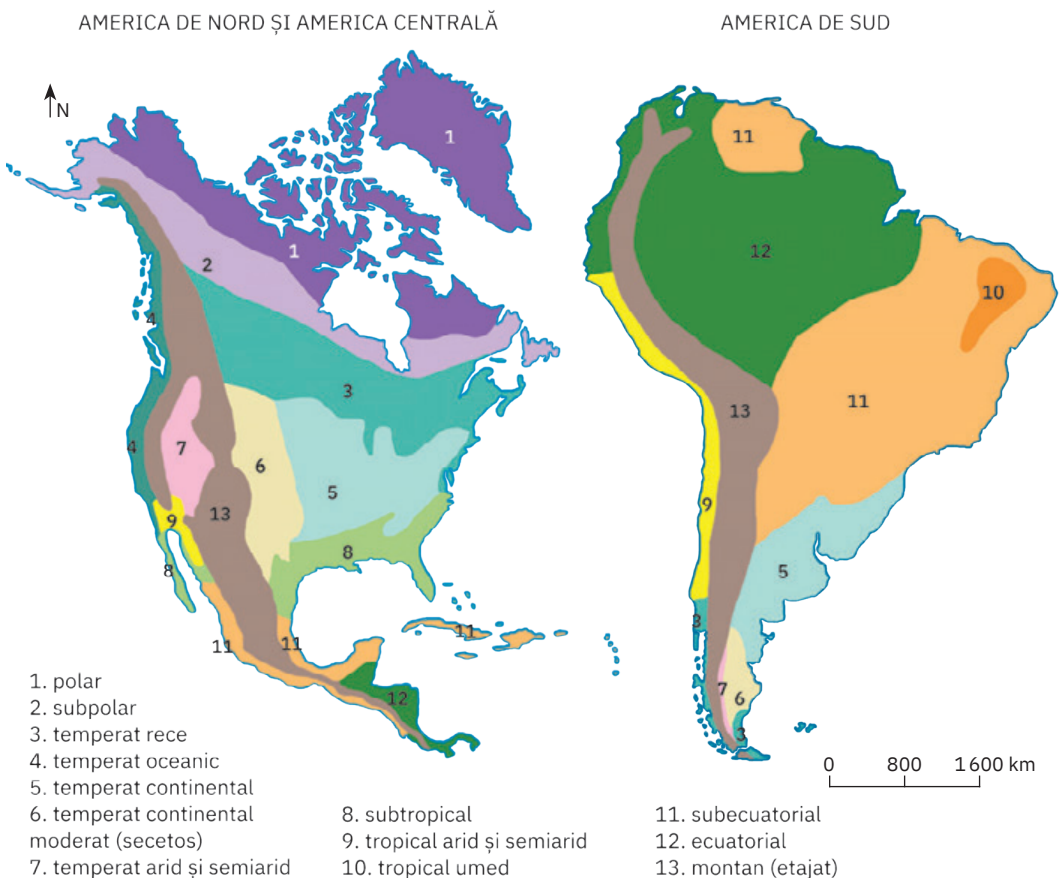 AMERICA DE NORD ȘI AMERICA CENTRALĂ
AMERICA DE SUD
N
1
1
2
3
4
4
5
6
7
8
8
9
11
11
11
12
13
11
12
10
11
13
9
5
3
7
6
3
0 800 1 600 km
1. polar
2. subpolar
3. temperat rece
4. temperat oceanic
5. temperat continental
6. temperat continental
moderat (secetos)
7. temperat arid și semiarid
8. subtropical
9. tropical arid și semiarid
10. tropical umed
11. subecuatorial
12. ecuatorial
13. montan (etajat)